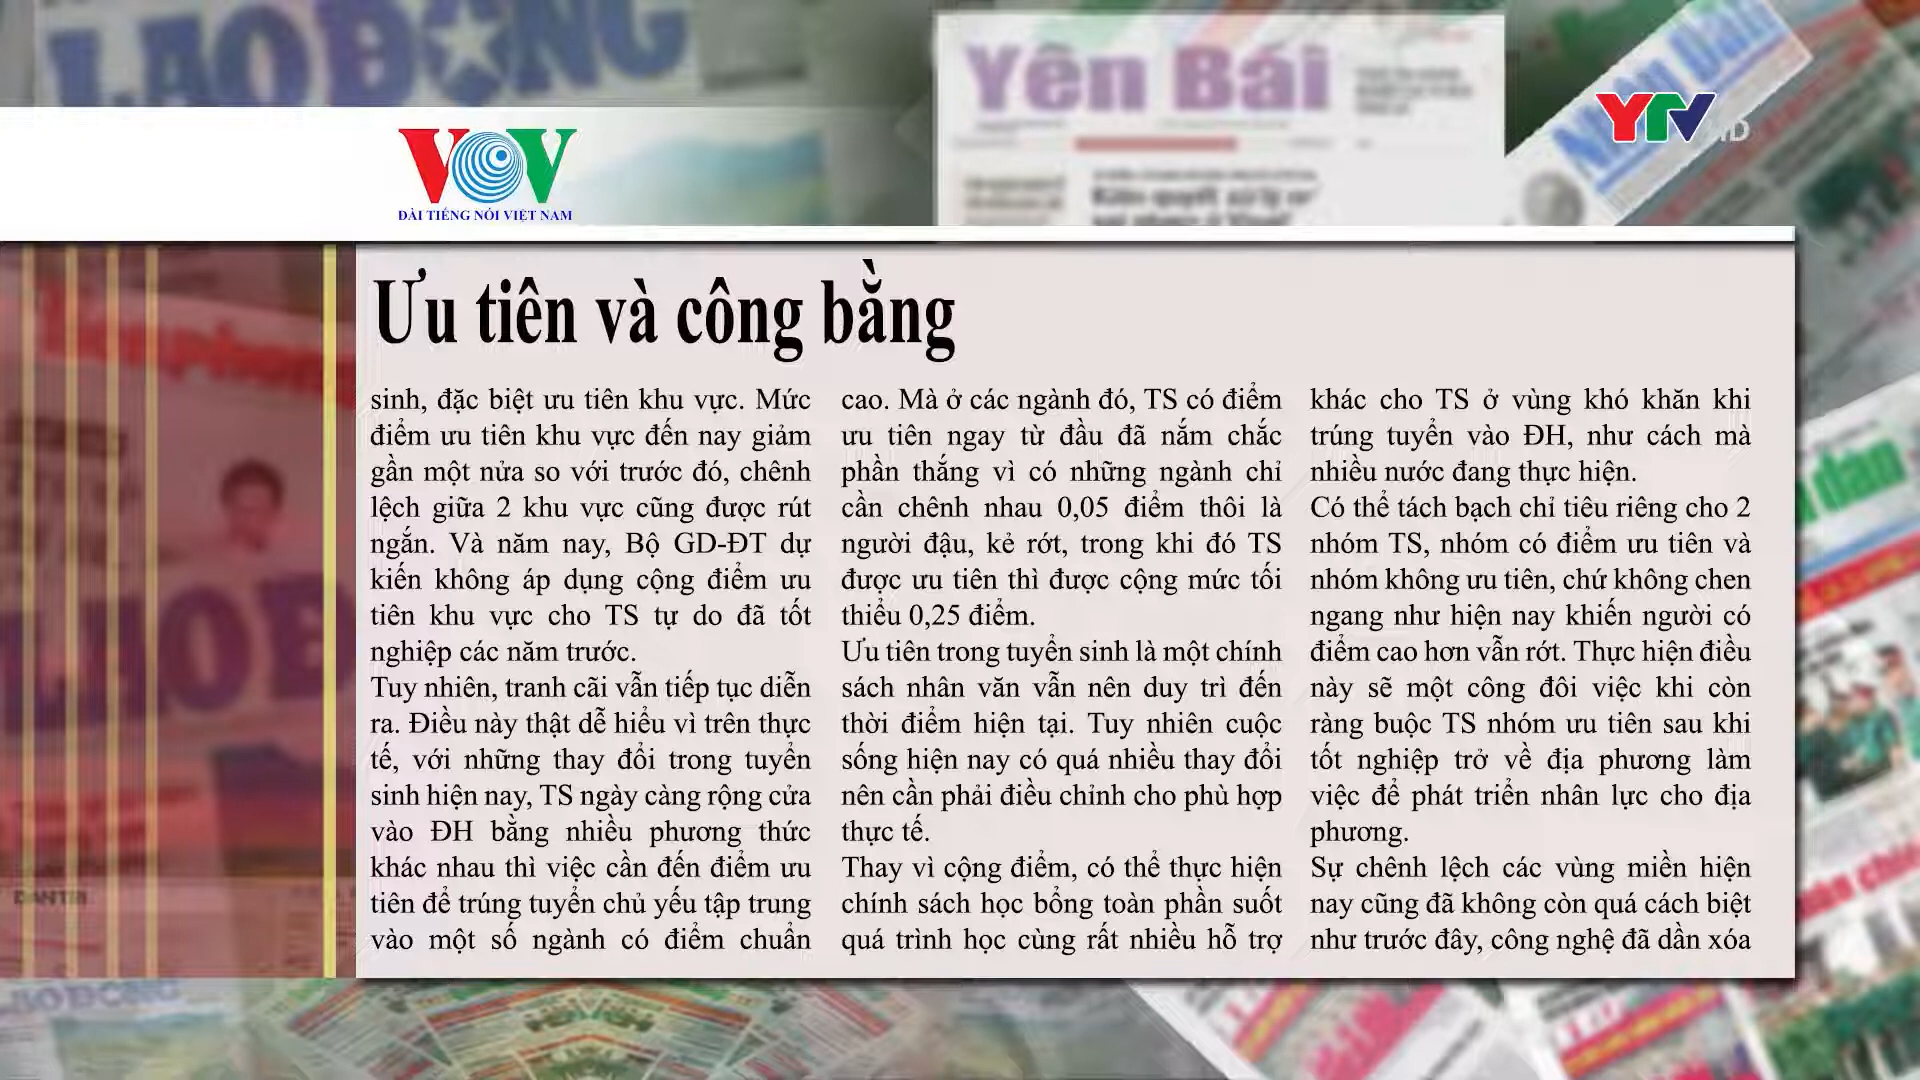 LAO ĐỘNG
Yên Bái
Nhân Dân
YTV HD
VOV
ĐÀI TIẾNG NÓI VIỆT NAM
Kiên quyết xử lý
Ưu tiên và công bằng
sinh, đặc biệt ưu tiên khu vực. Mức
điểm ưu tiên khu vực đến nay giảm
gần một nửa so với trước đó, chênh
lệch giữa 2 khu vực cũng được rút
ngắn. Và năm nay, Bộ GD-ĐT dự
kiến không áp dụng cộng điểm ưu
tiên khu vực cho TS tự do đã tốt
nghiệp các năm trước.
Tuy nhiên, tranh cãi vẫn tiếp tục diễn
ra. Điều này thật dễ hiểu vì trên thực
tế, với những thay đổi trong tuyển
sinh hiện nay, TS ngày càng rộng cửa
vào ĐH bằng nhiều phương thức
khác nhau thì việc cần đến điểm ưu
tiên để trúng tuyển chủ yếu tập trung
vào một số ngành có điểm chuẩn
cao. Mà ở các ngành đó, TS có điểm
ưu tiên ngay từ đầu đã nắm chắc
phần thắng vì có những ngành chỉ
cần chênh nhau 0,05 điểm thôi là
người đậu, kẻ rớt, trong khi đó TS
được ưu tiên thì được cộng mức tối
thiểu 0,25 điểm.
Ưu tiên trong tuyển sinh là một chính
sách nhân văn vẫn nên duy trì đến
thời điểm hiện tại. Tuy nhiên cuộc
sống hiện nay có quá nhiều thay đổi
nên cần phải điều chỉnh cho phù hợp
thực tế.
Thay vì cộng điểm, có thể thực hiện
chính sách học bổng toàn phần suốt
quá trình học cùng rất nhiều hỗ trợ
khác cho TS ở vùng khó khăn khi
trúng tuyển vào ĐH, như cách mà
nhiều nước đang thực hiện.
Có thể tách bạch chỉ tiêu riêng cho 2
nhóm TS, nhóm có điểm ưu tiên và
nhóm không ưu tiên, chứ không chen
ngang như hiện nay khiến người có
điểm cao hơn vẫn rớt. Thực hiện điều
này sẽ một công đôi việc khi còn
ràng buộc TS nhóm ưu tiên sau khi
tốt nghiệp trở về địa phương làm
việc để phát triển nhân lực cho địa
phương.
Sự chênh lệch các vùng miền hiện
nay cũng đã không còn quá cách biệt
như trước đây, công nghệ đã dần xóa